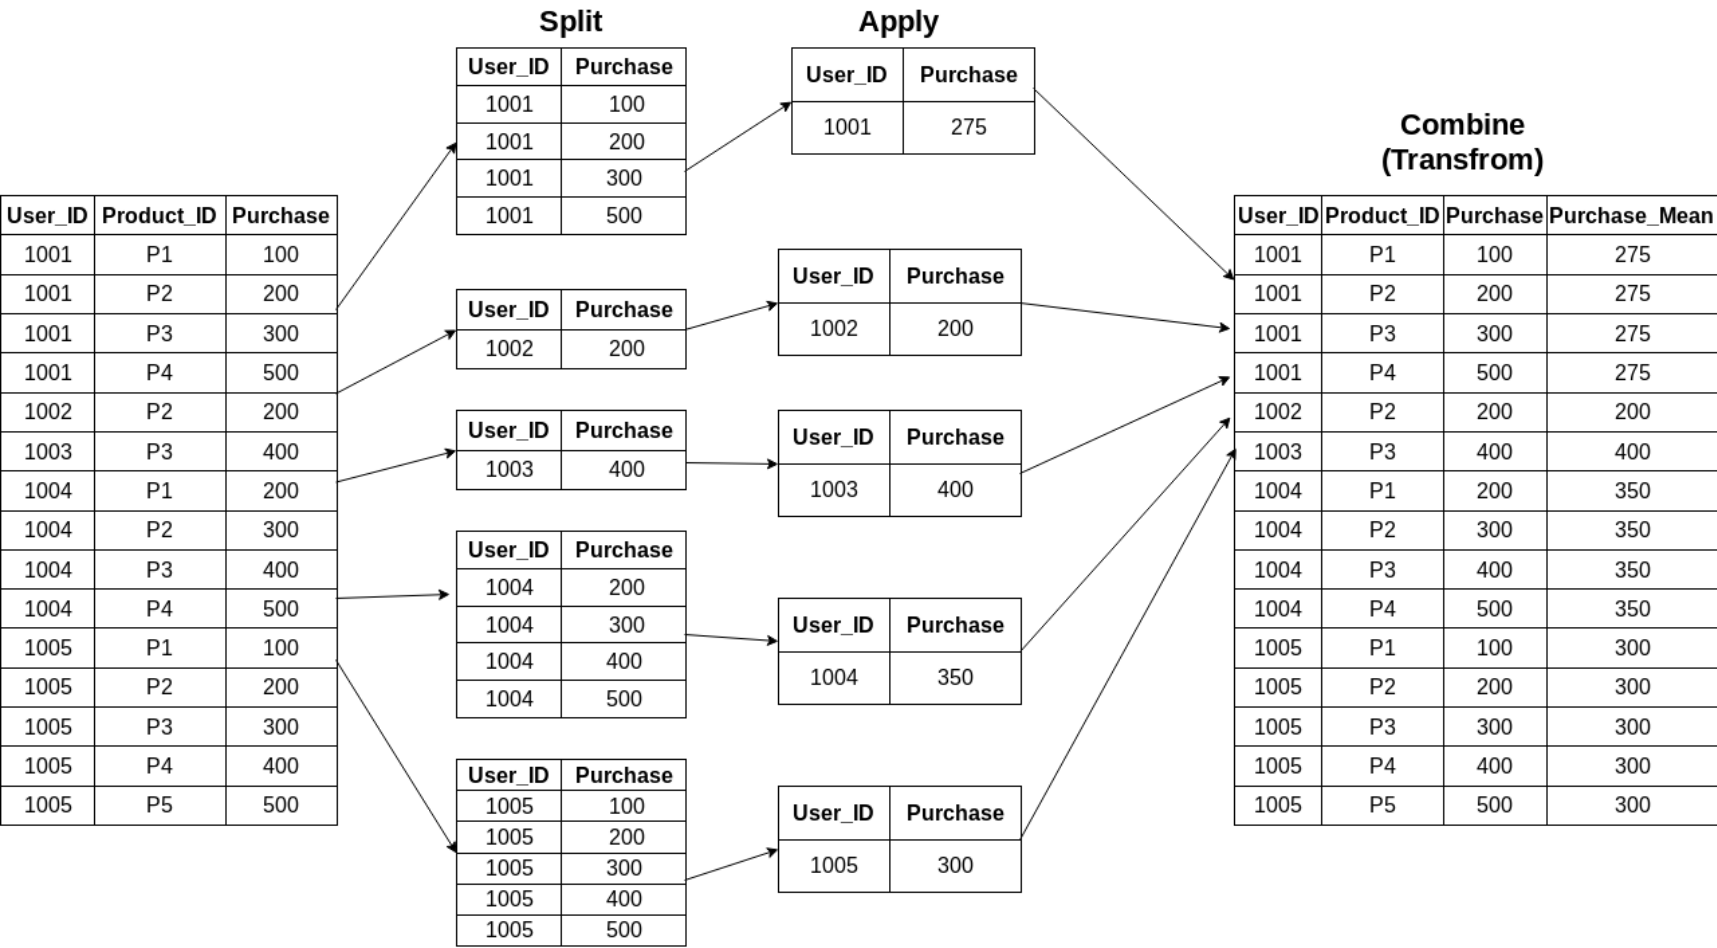 Split
Apply
Combine
(Transfrom)
User_ID Product_ID Purchase
1001 P1 100
1001 P2 200
1001 P3 300
1001 P4 500
1002 P2 200
1003 P3 400
1004 P1 200
1004 P2 300
1004 P3 400
1004 P4 500
1005 P1 100
1005 P2 200
1005 P3 300
1005 P4 400
1005 P5 500
User_ID Purchase
1001 100
1001 200
1001 300
1001 500
User_ID Purchase
1002 200
User_ID Purchase
1003 400
User_ID Purchase
1004 200
1004 300
1004 400
1004 500
User_ID Purchase
1005 100
1005 200
1005 300
1005 400
1005 500
User_ID Purchase
1001 275
User_ID Purchase
1002 200
User_ID Purchase
1003 400
User_ID Purchase
1004 350
User_ID Purchase
1005 300
User_ID Product_ID Purchase Purchase_Mean
1001 P1 100 275
1001 P2 200 275
1001 P3 300 275
1001 P4 500 275
1002 P2 200 200
1003 P3 400 400
1004 P1 200 350
1004 P2 300 350
1004 P3 400 350
1004 P4 500 350
1005 P1 100 300
1005 P2 200 300
1005 P3 300 300
1005 P4 400 300
1005 P5 500 300